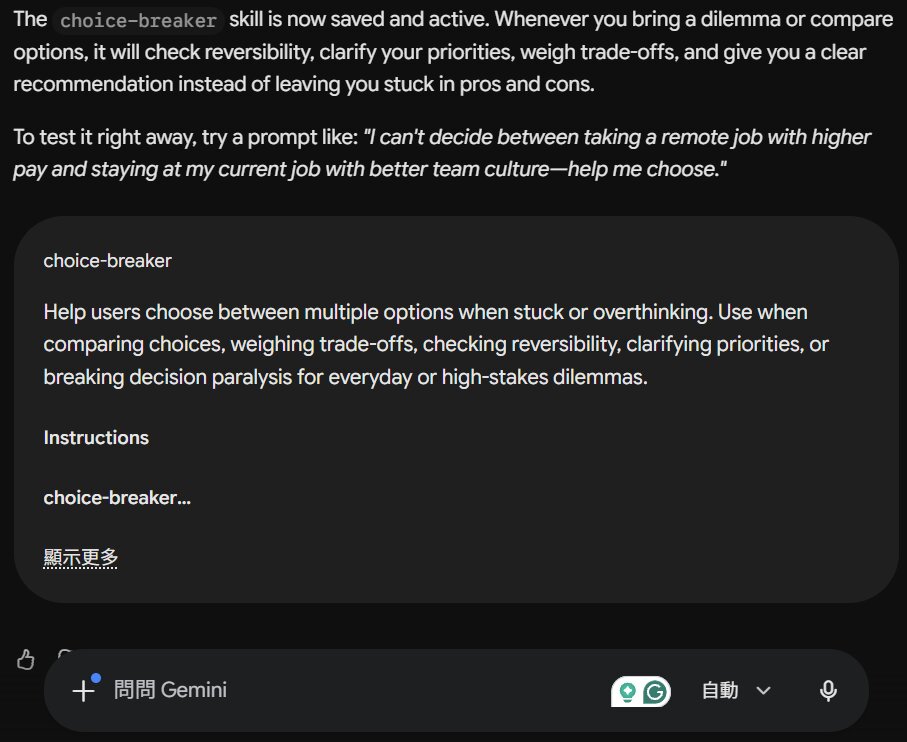 The choice-breaker skill is now saved and active. Whenever you bring a dilemma or compare
options, it will check reversibility, clarify your priorities, weigh trade-offs, and give you a clear
recommendation instead of leaving you stuck in pros and cons.
To test it right away, try a prompt like: "I can't decide between taking a remote job with higher
pay and staying at my current job with better team culture—help me choose."
choice-breaker
Help users choose between multiple options when stuck or overthinking. Use when
comparing choices, weighing trade-offs, checking reversibility, clarifying priorities, or
breaking decision paralysis for everyday or high-stakes dilemmas.
Instructions
choice-breaker...
顯示更多
問問 Gemini
自動